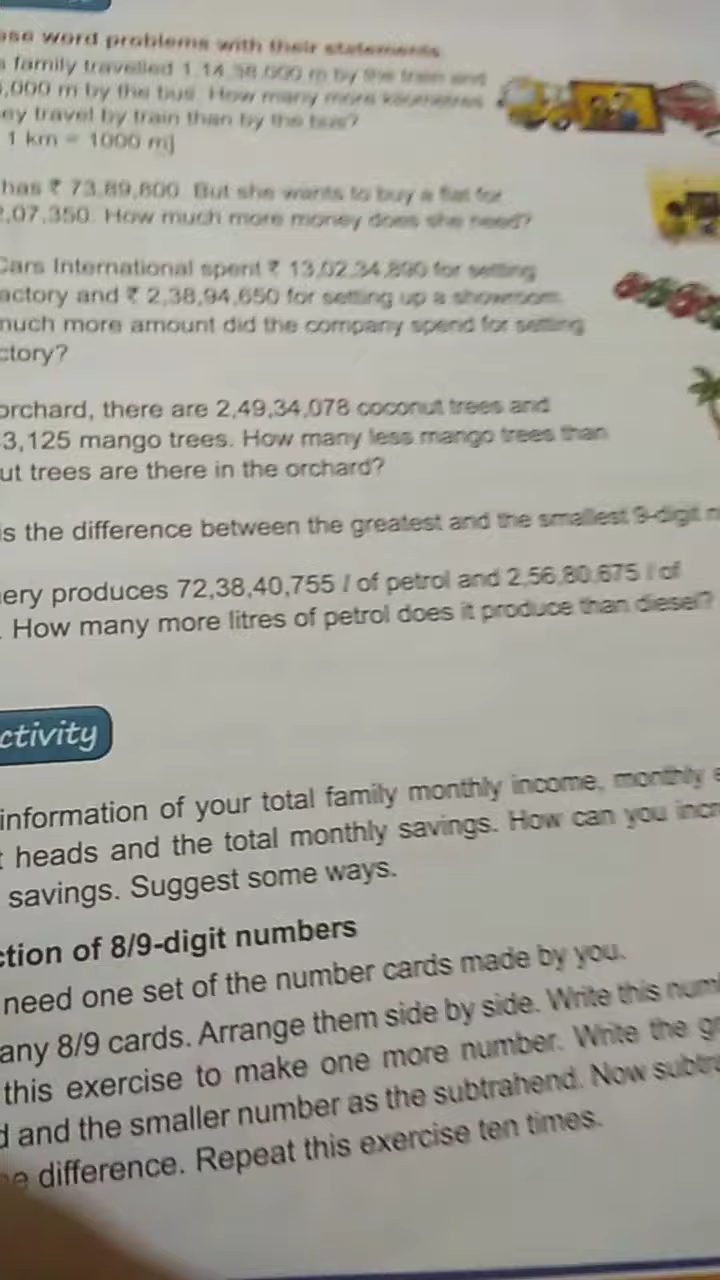 se word problems with their statements
family travelled 1,14,58,000 m by the train and
,000 m by the bus. How many more kilometres
ey travel by train than by the bus?
1 km = 1000 m]
has ₹ 73,89,800. But she wants to buy a flat for
,07,350. How much more money does she need?
Cars International spent ₹ 13,02,34,890 for setting
actory and ₹ 2,38,94,650 for setting up a showroom.
much more amount did the company spend for setting
ctory?
orchard, there are 2,49,34,078 coconut trees and
3,125 mango trees. How many less mango trees than
ut trees are there in the orchard?
is the difference between the greatest and the smallest 9-digit
ery produces 72,38,40,755 l of petrol and 2,56,80,675 l of
. How many more litres of petrol does it produce than diesel?
ctivity
information of your total family monthly income, monthly e
heads and the total monthly savings. How can you incr
savings. Suggest some ways.
ction of 8/9-digit numbers
need one set of the number cards made by you.
any 8/9 cards. Arrange them side by side. Write this num
this exercise to make one more number. Write the gr
d and the smaller number as the subtrahend. Now subtra
e difference. Repeat this exercise ten times.